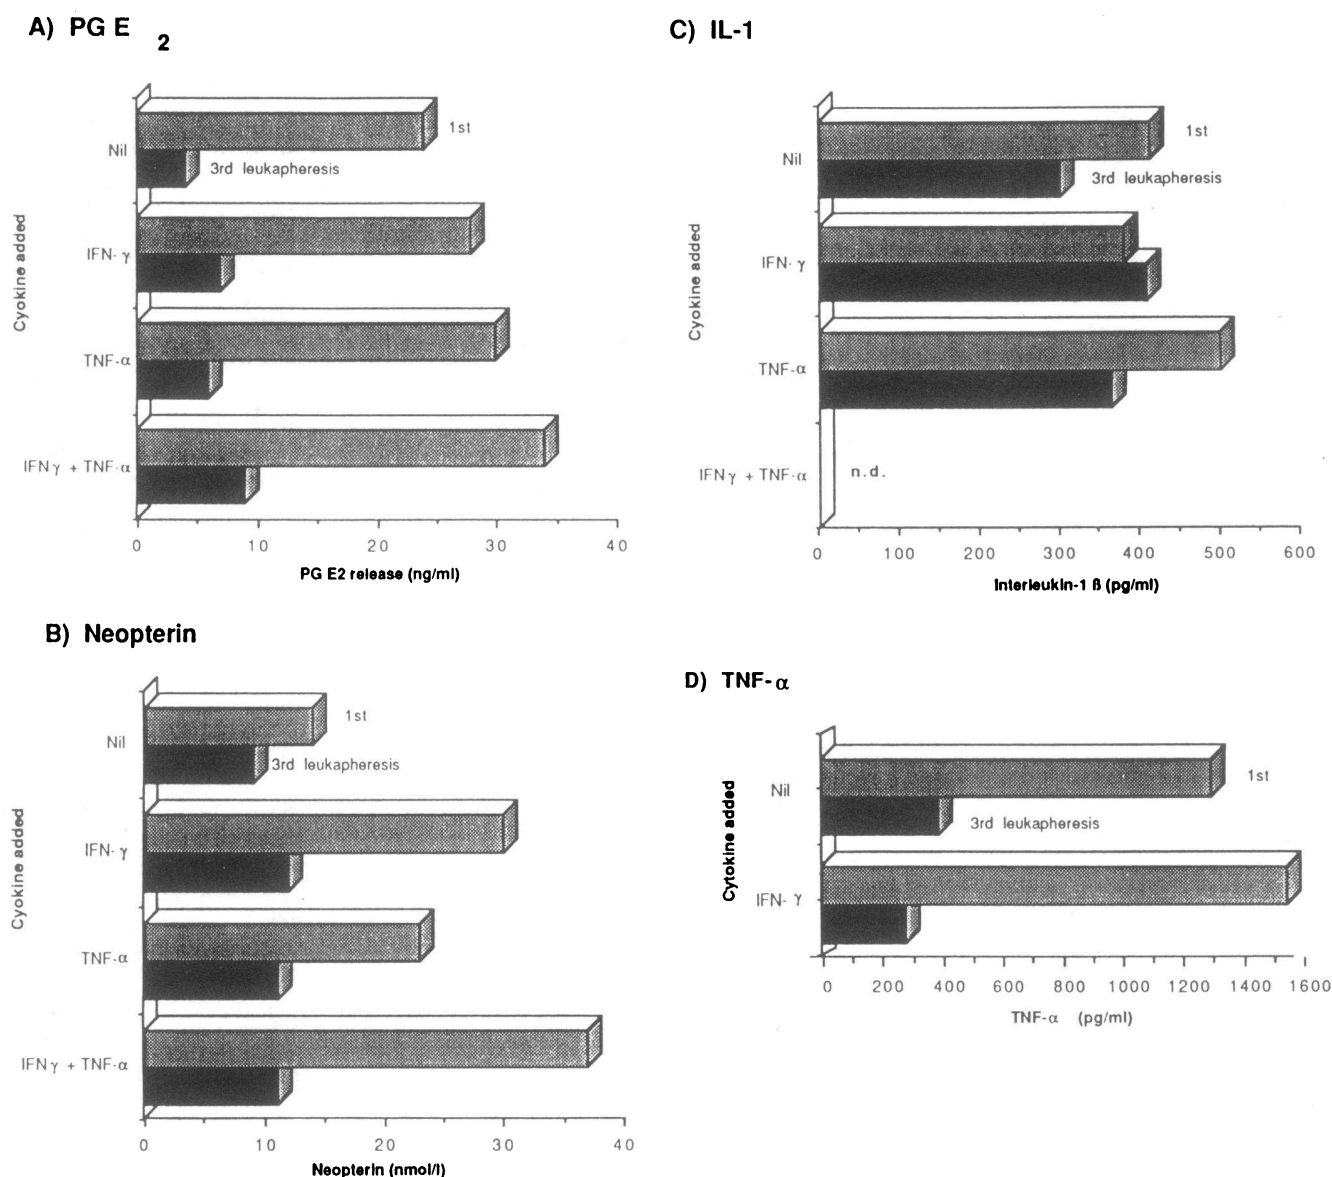 A) PG E 2
1st
Nil
3rd leukapheresis
IFN- γ
TNF-α
IFN γ + TNF-α
Cyokine added
0 10 20 30 40
PG E2 release (ng/ml)
C) IL-1
1st
Nil
3rd leukapheresis
IFN- γ
TNF-α
IFN γ + TNF-α
n.d.
Cyokine added
0 100 200 300 400 500 600
Interleukin-1 ß (pg/ml)
B) Neopterin
1st
Nil
3rd leukapheresis
IFN- γ
TNF-α
IFN γ + TNF-α
Cyokine added
0 10 20 30 40
Neopterin (nmol/l)
D) TNF-α
Nil
1st
3rd leukapheresis
IFN- γ
Cytokine added
0 200 400 600 800 1000 1200 1400 1600
TNF-α (pg/ml)